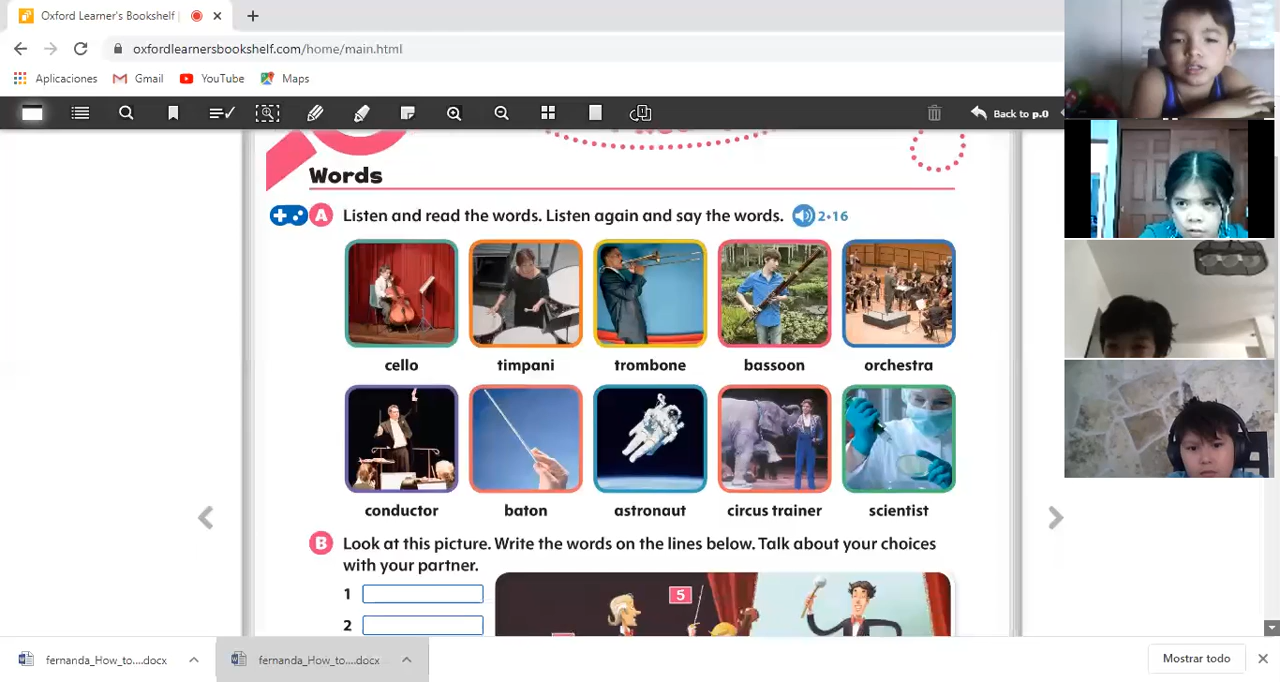 Oxford Learner's Bookshelf
oxfordlearnersbookshelf.com/home/main.html
Aplicaciones Gmail YouTube Maps
Back to p.0
Words
A Listen and read the words. Listen again and say the words. 2•16
cello timpani trombone bassoon orchestra
conductor baton astronaut circus trainer scientist
B Look at this picture. Write the words on the lines below. Talk about your choices
with your partner.
1
5
2
fernanda_How_to....docx fernanda_How_to....docx Mostrar todo